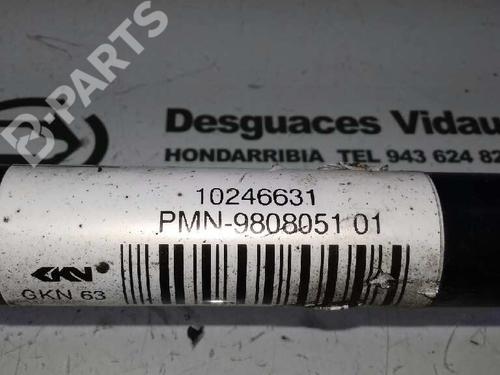 B-PARTS
Desguaces Vidau
HONDARRIBIA TEL 943 624 82
10246631
PMN-9808051 01
GKN
GKN 63